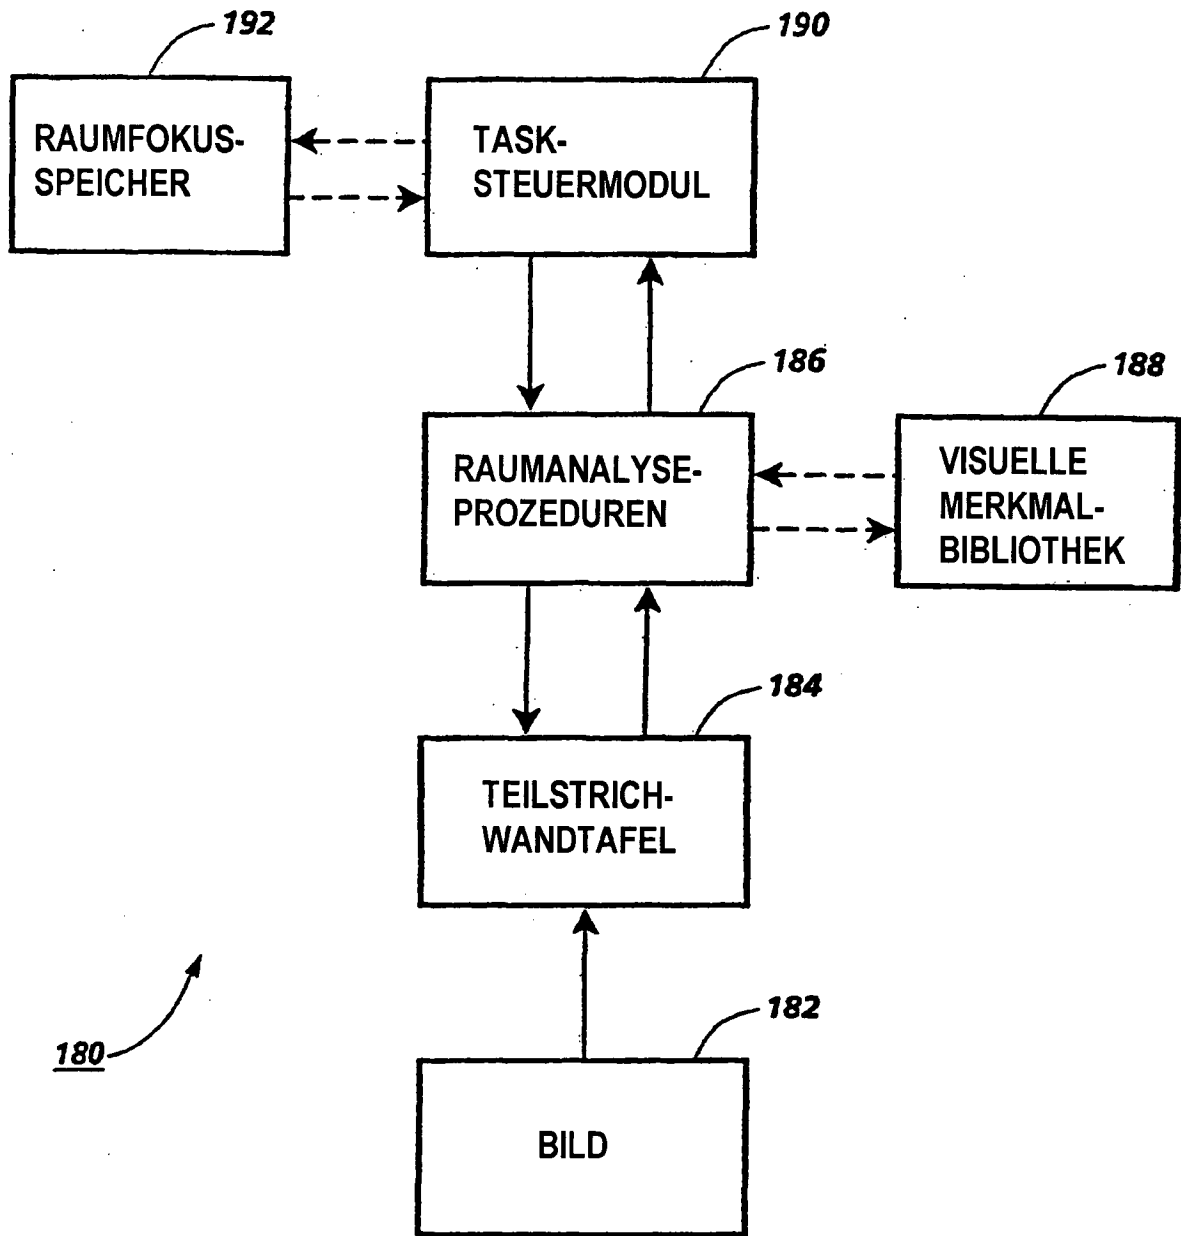 192
190
RAUMFOKUS-
SPEICHER
TASK-
STEUERMODUL
186
188
RAUMANALYSE-
PROZEDUREN
VISUELLE
MERKMAL-
BIBLIOTHEK
184
TEILSTRICH-
WANDTAFEL
182
180
BILD